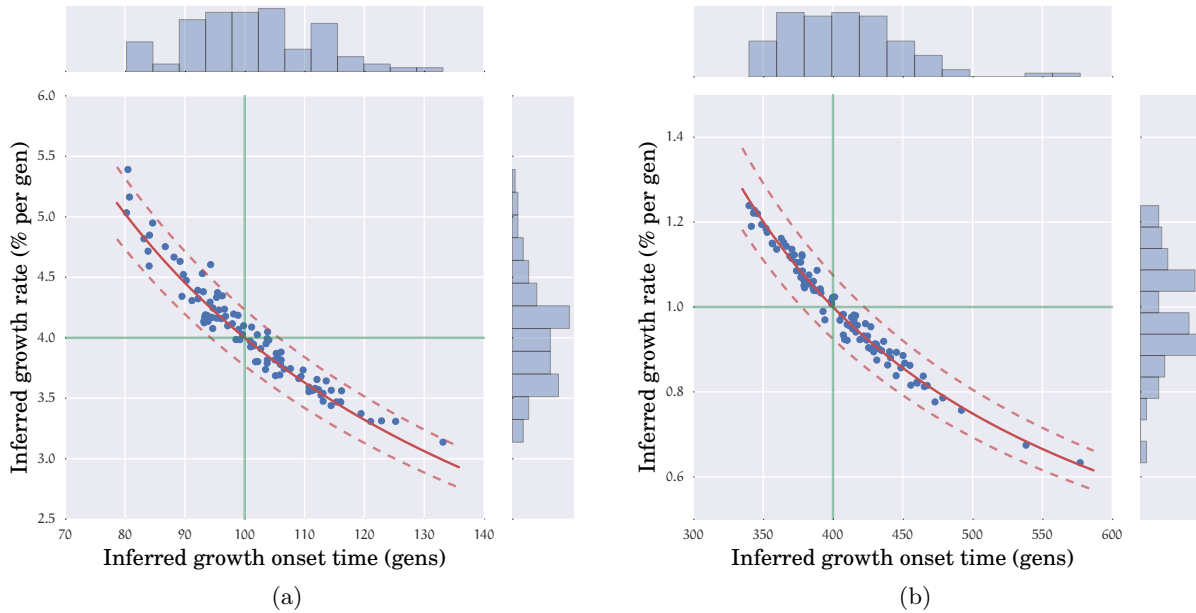 6.0
5.5
5.0
4.5
4.0
3.5
3.0
2.5
Inferred growth rate (% per gen)
70 80 90 100 110 120 130 140
Inferred growth onset time (gens)
(a)
1.4
1.2
1.0
0.8
0.6
Inferred growth rate (% per gen)
300 350 400 450 500 550 600
Inferred growth onset time (gens)
(b)